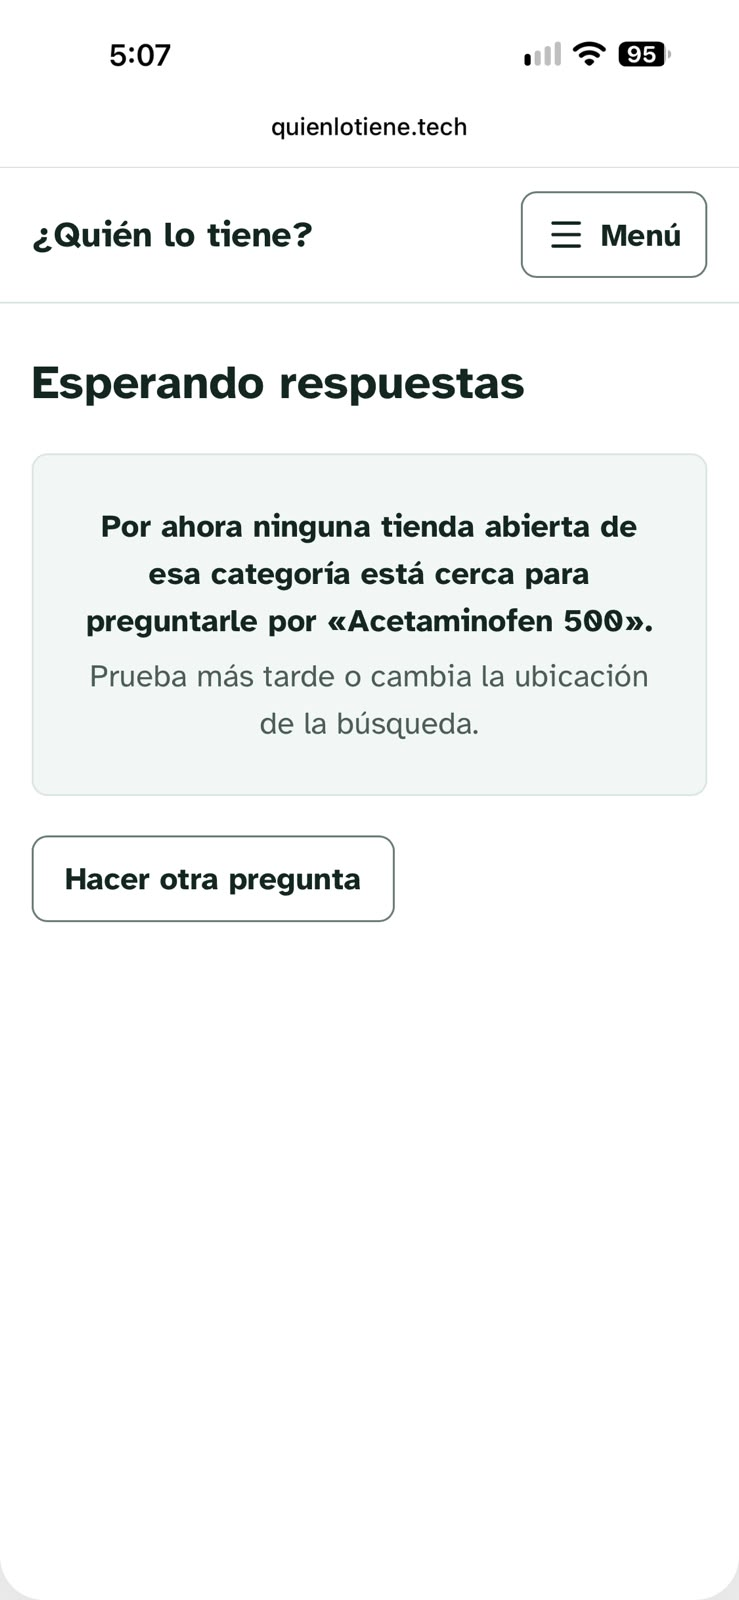 5:07
95
quienlotiene.tech
¿Quién lo tiene?
Menú
Esperando respuestas
Por ahora ninguna tienda abierta de
esa categoría está cerca para
preguntarle por «Acetaminofen 500».
Prueba más tarde o cambia la ubicación
de la búsqueda.
Hacer otra pregunta